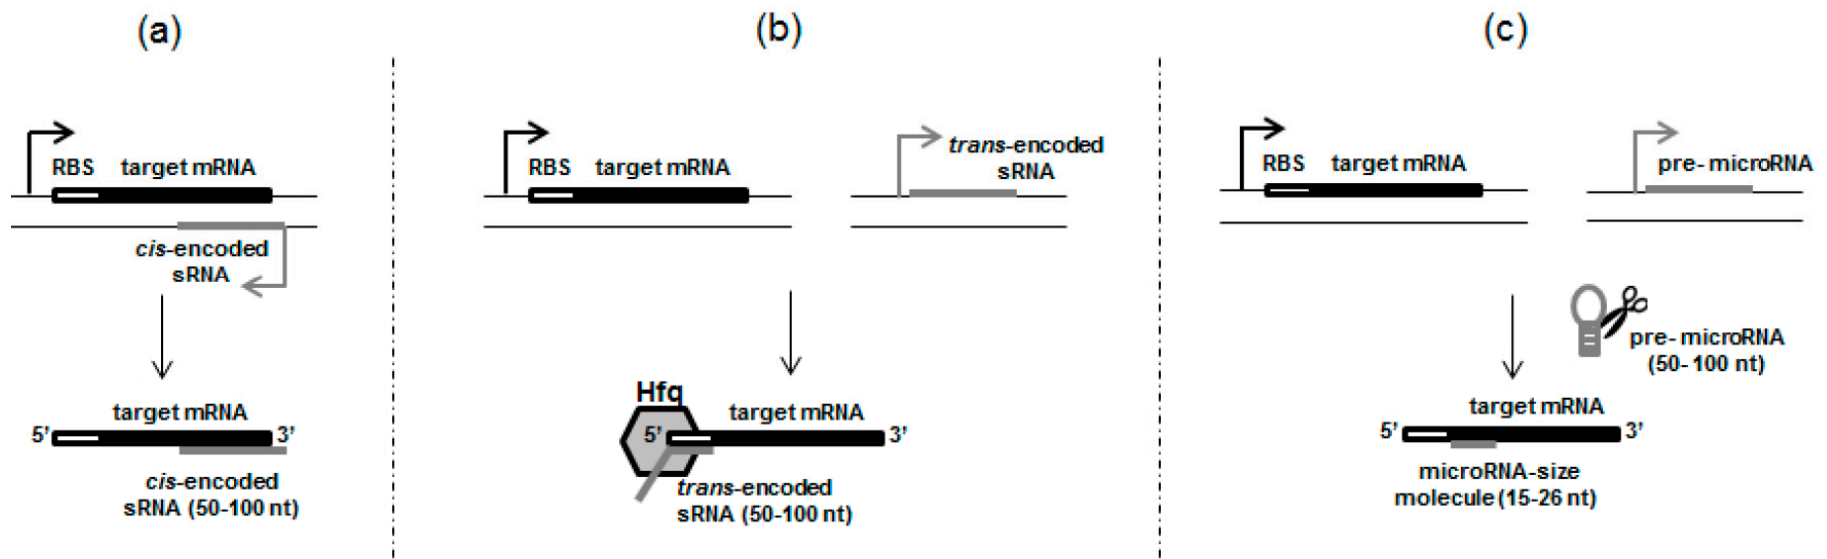 (a)
RBS target mRNA
cis-encoded
sRNA
target mRNA
5’ 3’
cis-encoded
sRNA (50-100 nt)
(b)
RBS target mRNA
trans-encoded
sRNA
Hfq
target mRNA
5’ 3’
trans-encoded
sRNA (50-100 nt)
(c)
RBS target mRNA
pre- microRNA
pre- microRNA
(50- 100 nt)
target mRNA
5’ 3’
microRNA-size
molecule (15-26 nt)